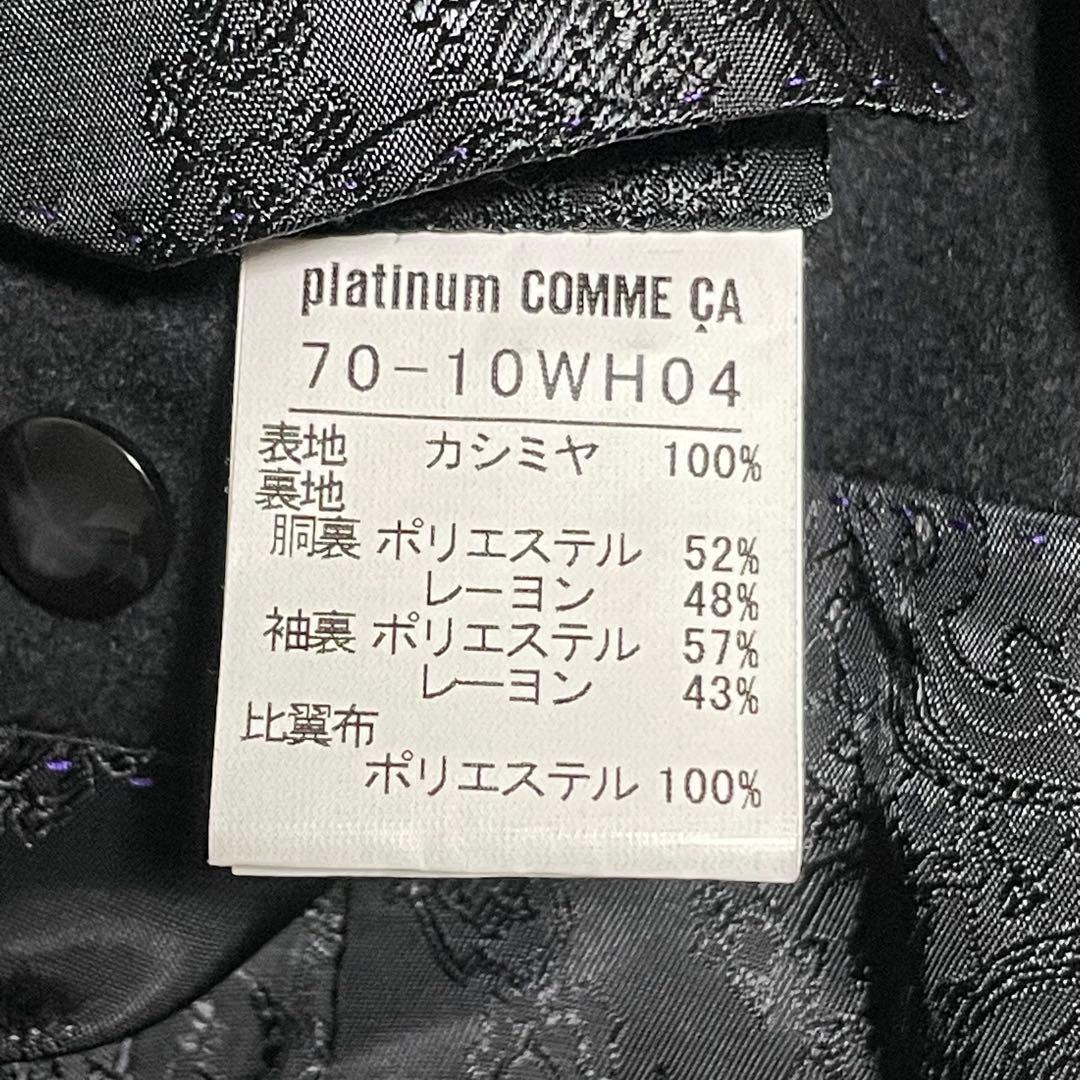 platinum COMME ÇA
70-10WH04
表地 カシミヤ 100%
裏地
胴裏 ポリエステル 52%
レーヨン 48%
袖裏 ポリエステル 57%
レーヨン 43%
比翼布
ポリエステル 100%